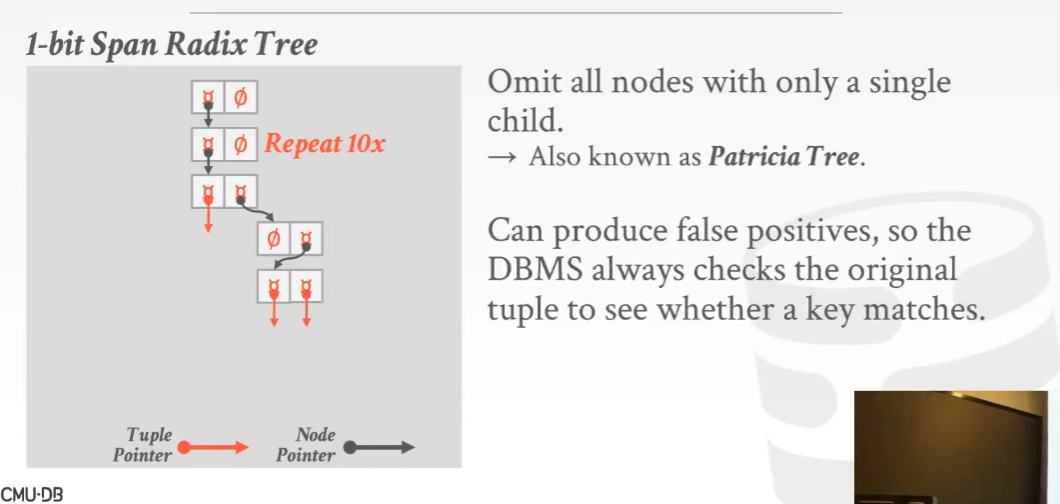 1-bit Span Radix Tree
Ø
Repeat 10x
Ø
Ø
Tuple
Pointer
Node
Pointer
Omit all nodes with only a single
child.
→ Also known as Patricia Tree.
Can produce false positives, so the
DBMS always checks the original
tuple to see whether a key matches.
CMU·DB